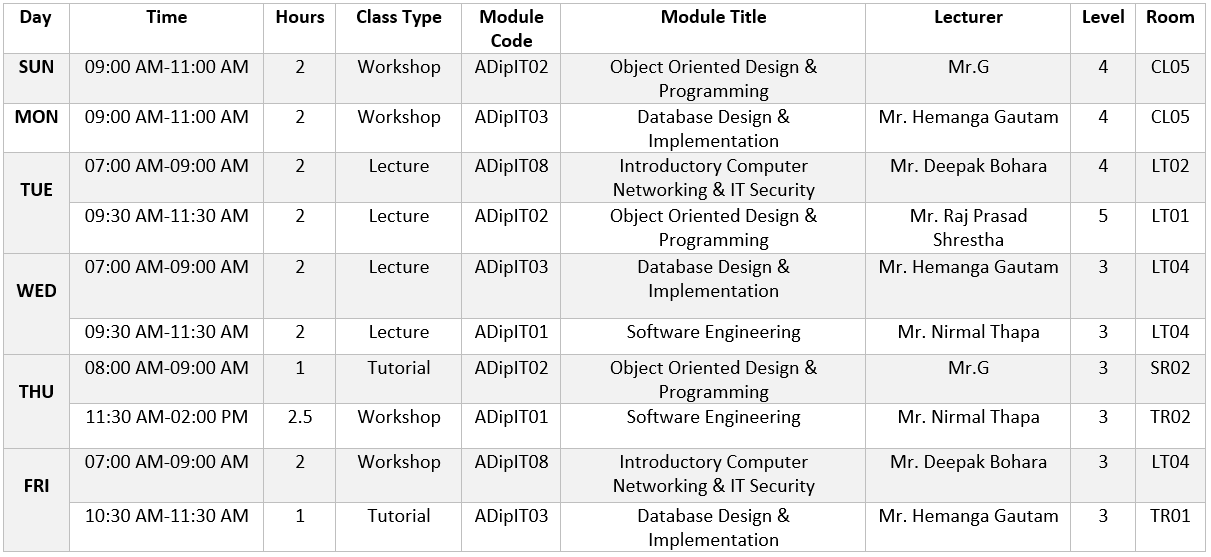 Day Time Hours Class Type Module Code Module Title Lecturer Level Room
SUN 09:00 AM-11:00 AM 2 Workshop ADipIT02 Object Oriented Design & Programming Mr.G 4 CL05
MON 09:00 AM-11:00 AM 2 Workshop ADipIT03 Database Design & Implementation Mr. Hemanga Gautam 4 CL05
TUE 07:00 AM-09:00 AM 2 Lecture ADipIT08 Introductory Computer Networking & IT Security Mr. Deepak Bohara 4 LT02
09:30 AM-11:30 AM 2 Lecture ADipIT02 Object Oriented Design & Programming Mr. Raj Prasad Shrestha 5 LT01
WED 07:00 AM-09:00 AM 2 Lecture ADipIT03 Database Design & Implementation Mr. Hemanga Gautam 3 LT04
09:30 AM-11:30 AM 2 Lecture ADipIT01 Software Engineering Mr. Nirmal Thapa 3 LT04
THU 08:00 AM-09:00 AM 1 Tutorial ADipIT02 Object Oriented Design & Programming Mr.G 3 SR02
11:30 AM-02:00 PM 2.5 Workshop ADipIT01 Software Engineering Mr. Nirmal Thapa 3 TR02
FRI 07:00 AM-09:00 AM 2 Workshop ADipIT08 Introductory Computer Networking & IT Security Mr. Deepak Bohara 3 LT04
10:30 AM-11:30 AM 1 Tutorial ADipIT03 Database Design & Implementation Mr. Hemanga Gautam 3 TR01